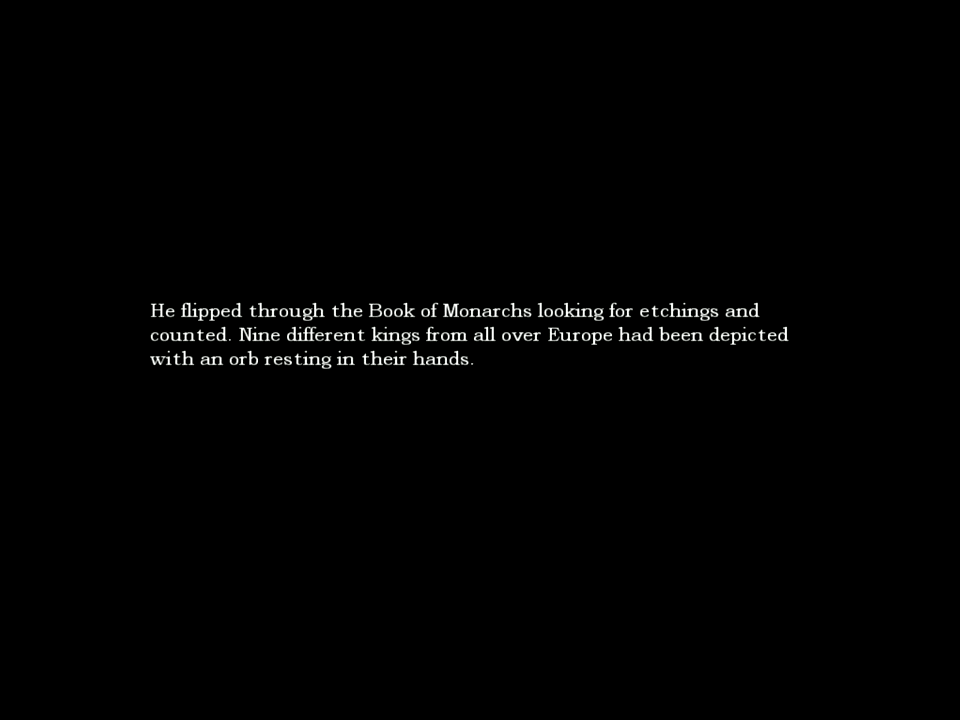 He flipped through the Book of Monarchs looking for etchings and
counted. Nine different kings from all over Europe had been depicted
with an orb resting in their hands.